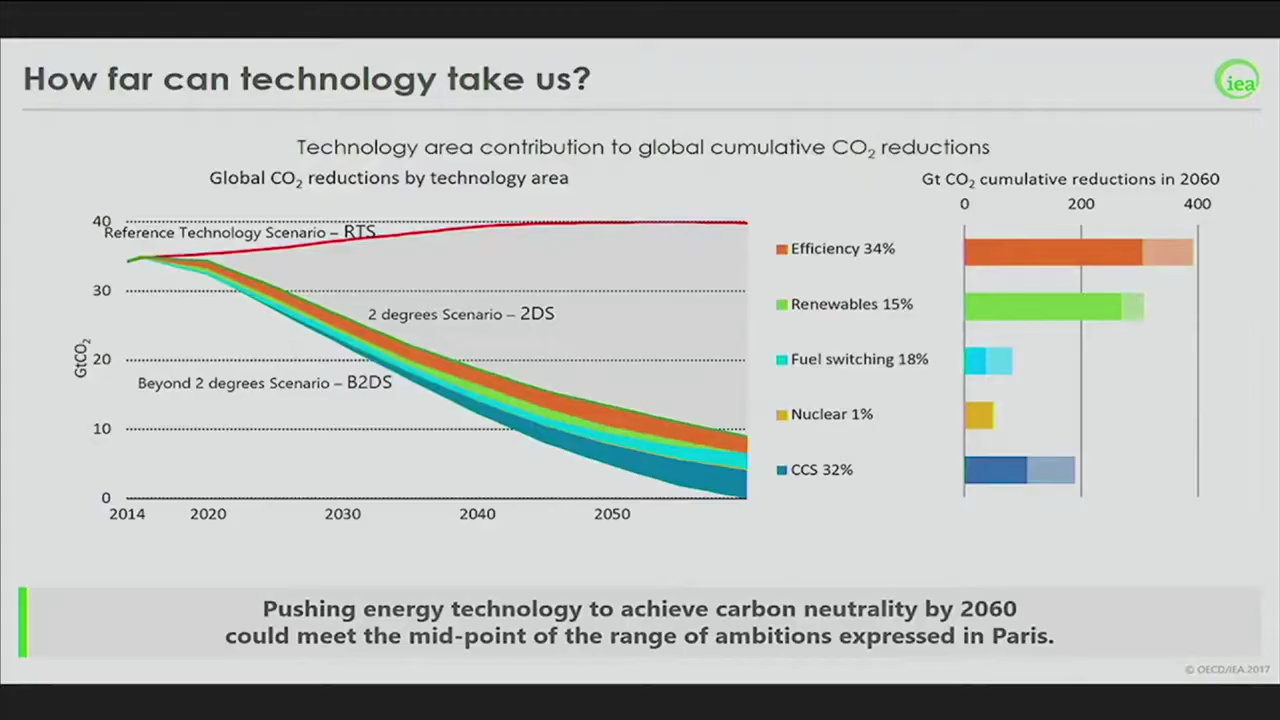 How far can technology take us?
iea
Technology area contribution to global cumulative CO₂ reductions
Global CO₂ reductions by technology area
Gt CO₂ cumulative reductions in 2060
0 200 400
40
Reference Technology Scenario – RTS
30
2 degrees Scenario – 2DS
20
Beyond 2 degrees Scenario – B2DS
10
0
GtCO₂
2014 2020 2030 2040 2050
Efficiency 34%
Renewables 15%
Fuel switching 18%
Nuclear 1%
CCS 32%
Pushing energy technology to achieve carbon neutrality by 2060
could meet the mid-point of the range of ambitions expressed in Paris.
© OECD/IEA 2017